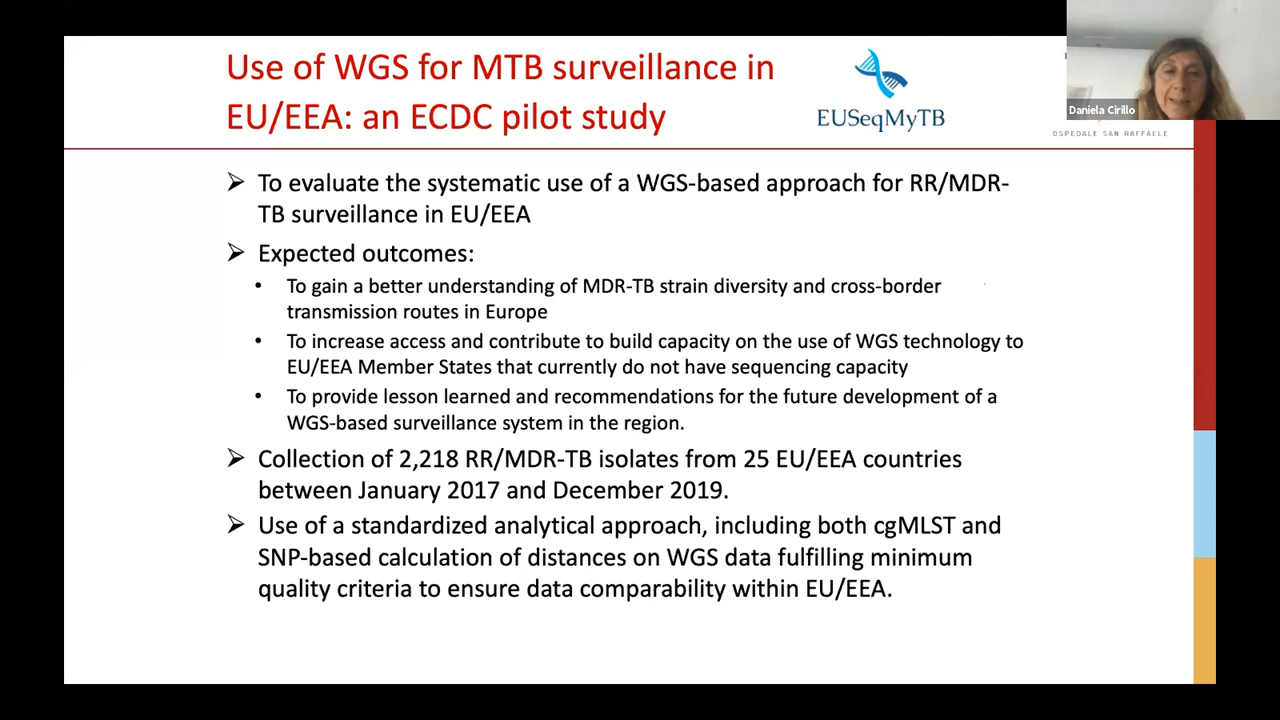 Use of WGS for MTB surveillance in
EU/EEA: an ECDC pilot study
EUSeqMyTB
Daniela Cirillo
OSPEDALE SAN RAFFAELE
➢ To evaluate the systematic use of a WGS-based approach for RR/MDR-
TB surveillance in EU/EEA
➢ Expected outcomes:
• To gain a better understanding of MDR-TB strain diversity and cross-border
transmission routes in Europe
• To increase access and contribute to build capacity on the use of WGS technology to
EU/EEA Member States that currently do not have sequencing capacity
• To provide lesson learned and recommendations for the future development of a
WGS-based surveillance system in the region.
➢ Collection of 2,218 RR/MDR-TB isolates from 25 EU/EEA countries
between January 2017 and December 2019.
➢ Use of a standardized analytical approach, including both cgMLST and
SNP-based calculation of distances on WGS data fulfilling minimum
quality criteria to ensure data comparability within EU/EEA.